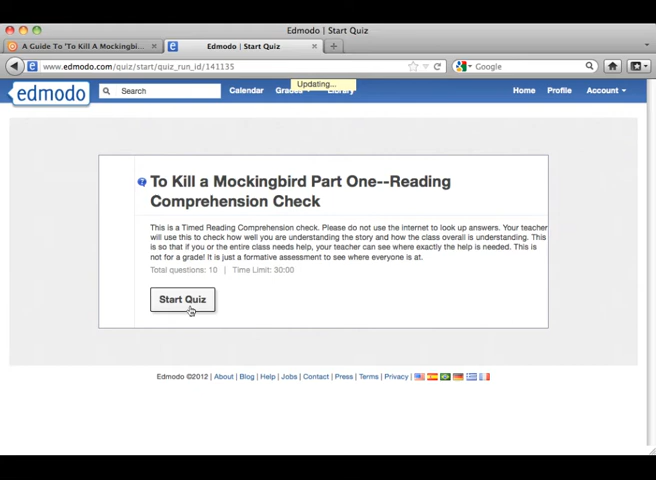 Edmodo | Start Quiz
A Guide To 'To Kill A Mockingbi...
Edmodo | Start Quiz
www.edmodo.com/quiz/start/quiz_run_id/141135
Google
Updating...
edmodo
Search
Calendar
Library
Home
Profile
Account
To Kill a Mockingbird Part One--Reading
Comprehension Check
This is a Timed Reading Comprehension check. Please do not use the internet to look up answers. Your teacher
will use this to check how well you are understanding the story and how the class overall is understanding. This
is so that if you or the entire class needs help, your teacher can see where exactly the help is needed. This is
not for a grade! It is just a formative assessment to see where everyone is at.
Total questions: 10 | Time Limit: 30:00
Start Quiz
Edmodo ©2012 | About | Blog | Help | Jobs | Contact | Press | Terms | Privacy |